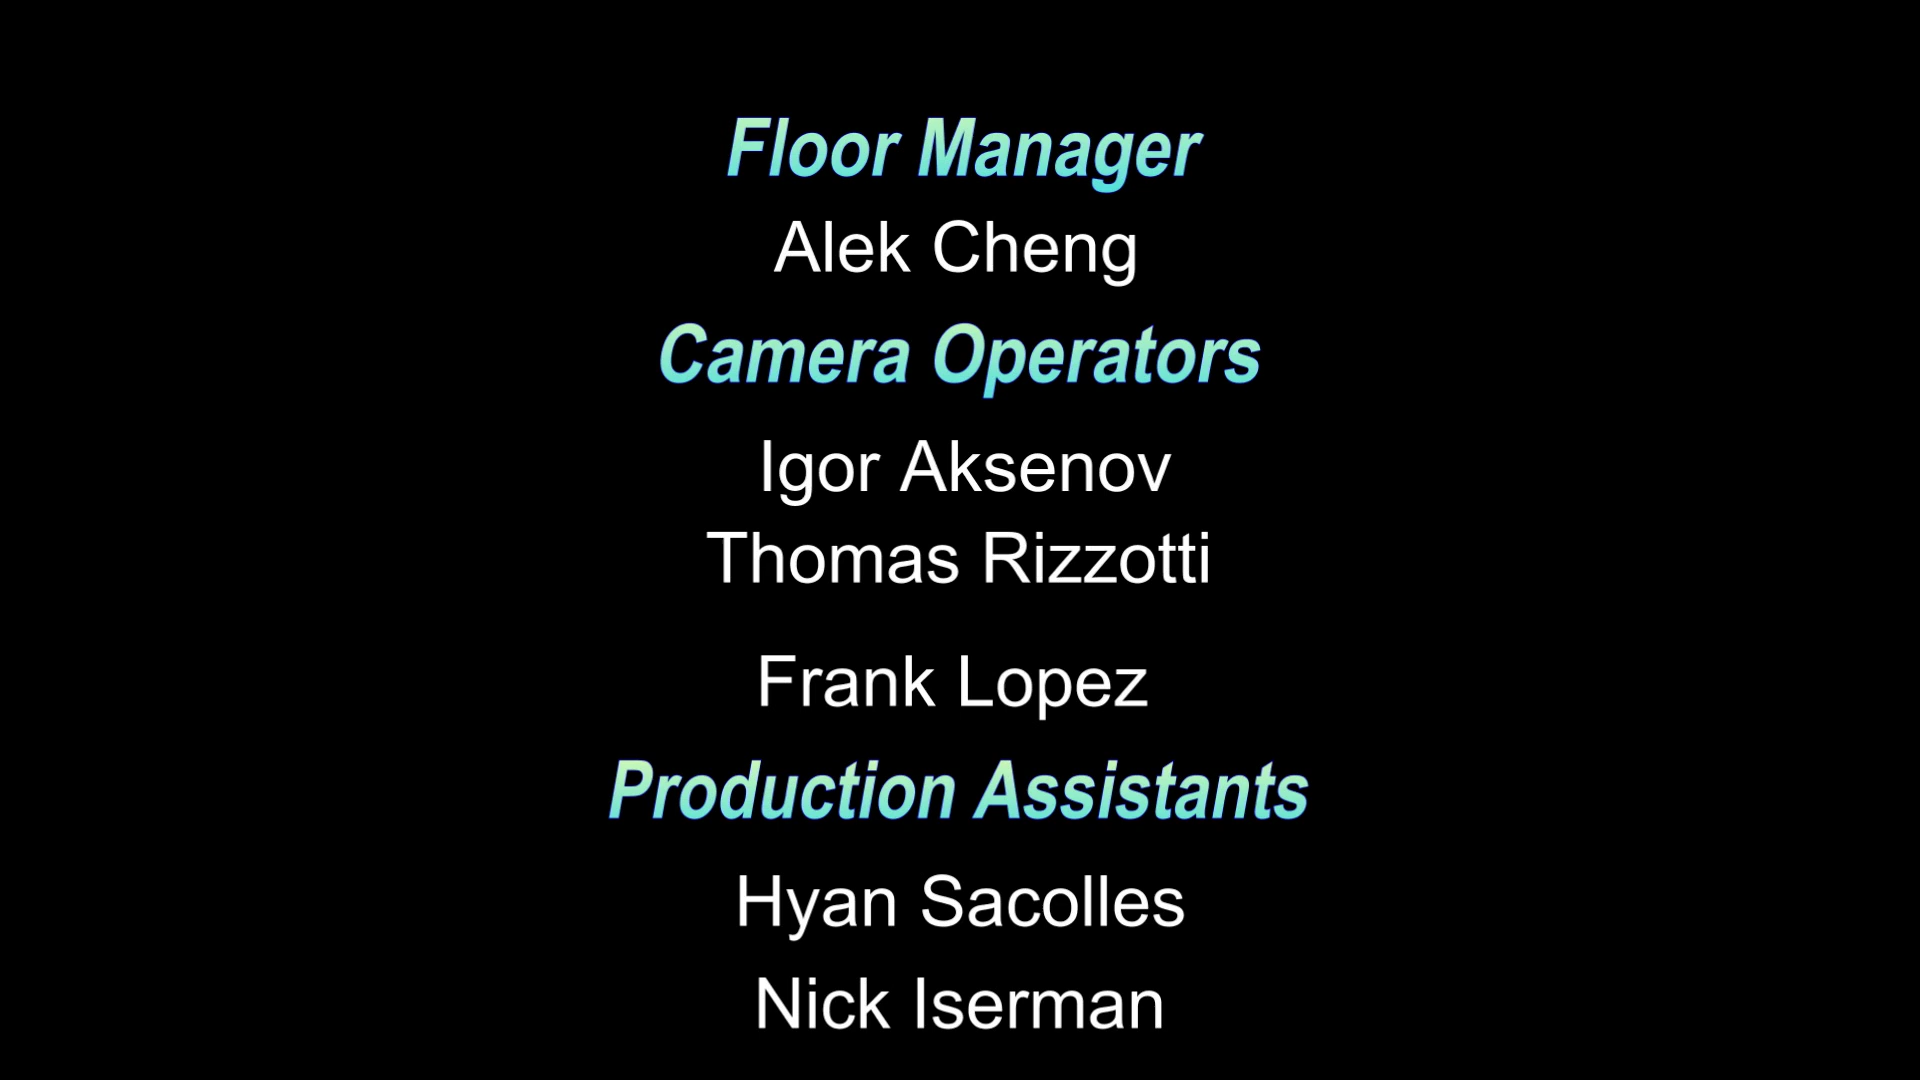 Floor Manager
Alek Cheng
Camera Operators
Igor Aksenov
Thomas Rizzotti
Frank Lopez
Production Assistants
Hyan Sacolles
Nick Iserman